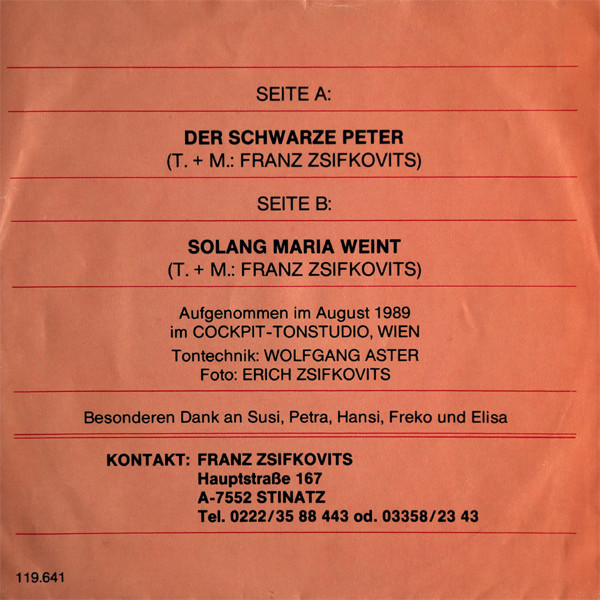 SEITE A:
DER SCHWARZE PETER
(T. + M.: FRANZ ZSIFKOVITS)
SEITE B:
SOLANG MARIA WEINT
(T. + M.: FRANZ ZSIFKOVITS)
Aufgenommen im August 1989
im COCKPIT-TONSTUDIO, WIEN
Tontechnik: WOLFGANG ASTER
Foto: ERICH ZSIFKOVITS
Besonderen Dank an Susi, Petra, Hansi, Freko und Elisa
KONTAKT: FRANZ ZSIFKOVITS
Hauptstraße 167
A-7552 STINATZ
Tel. 0222/35 88 443 od. 03358/23 43
119.641